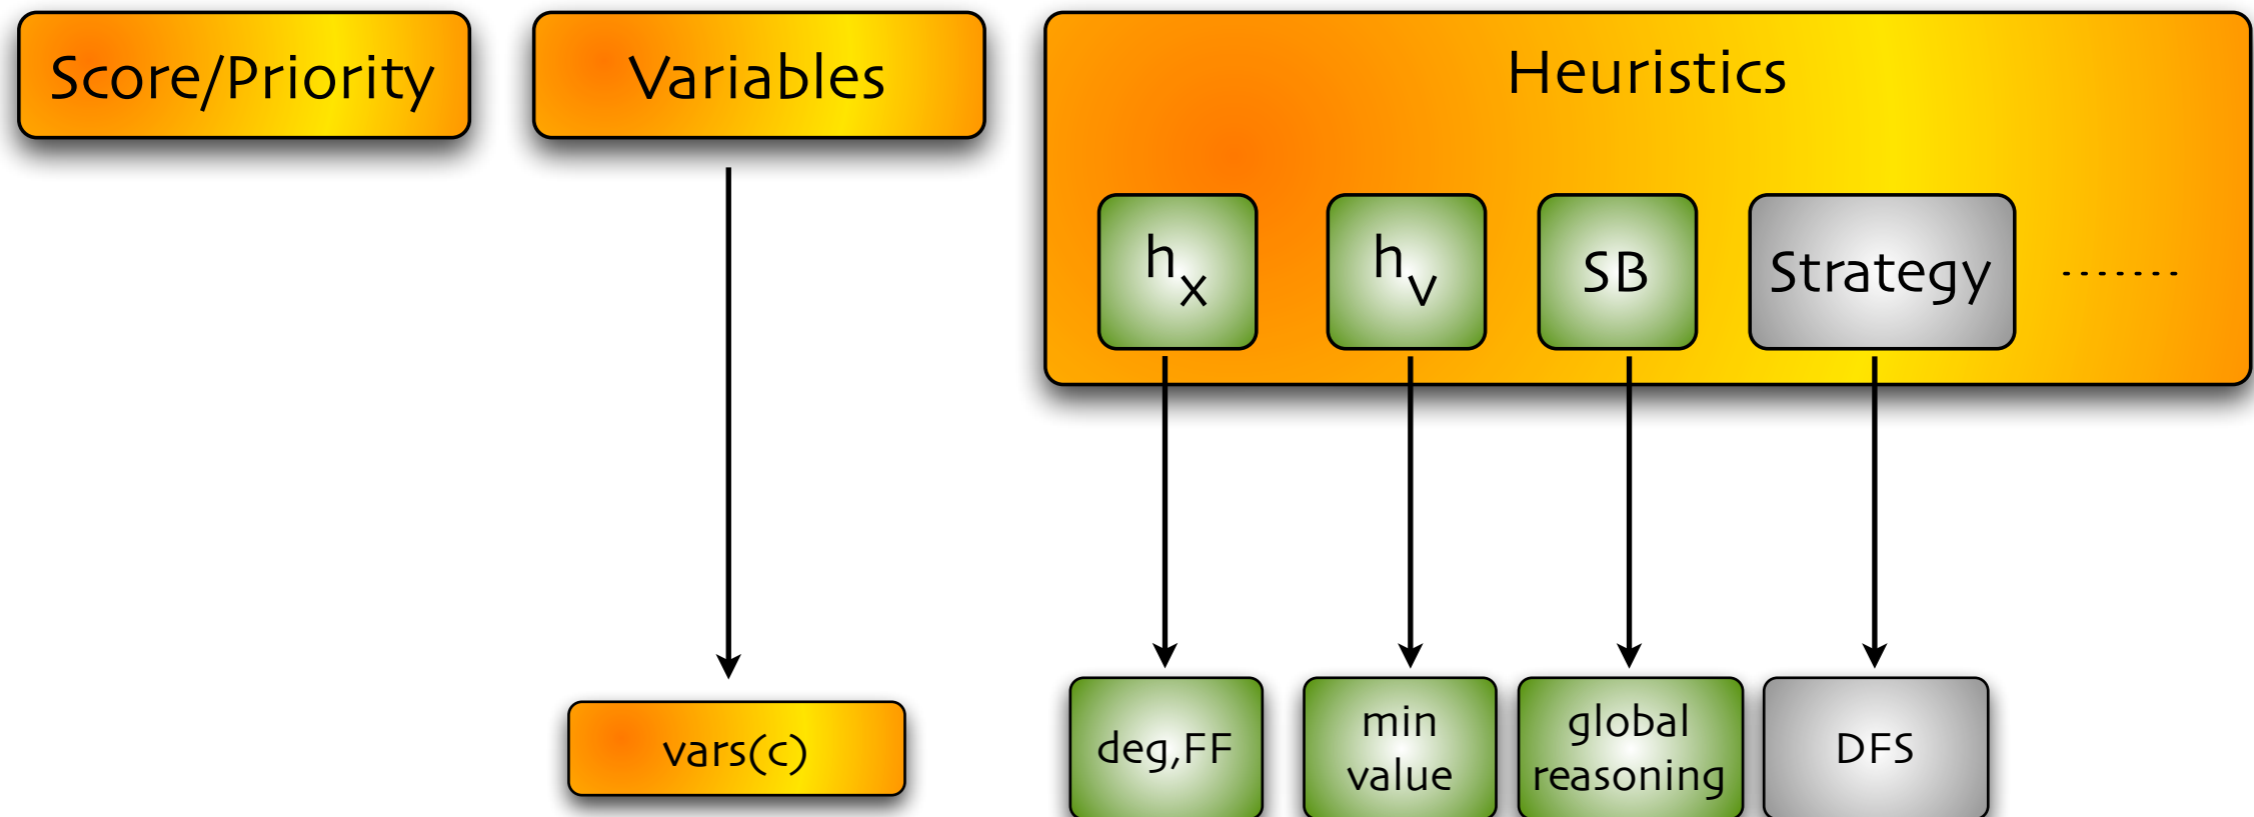 Score/Priority
Variables
Heuristics
hx
hv
SB
Strategy
.......
vars(c)
deg,FF
min
value
global
reasoning
DFS